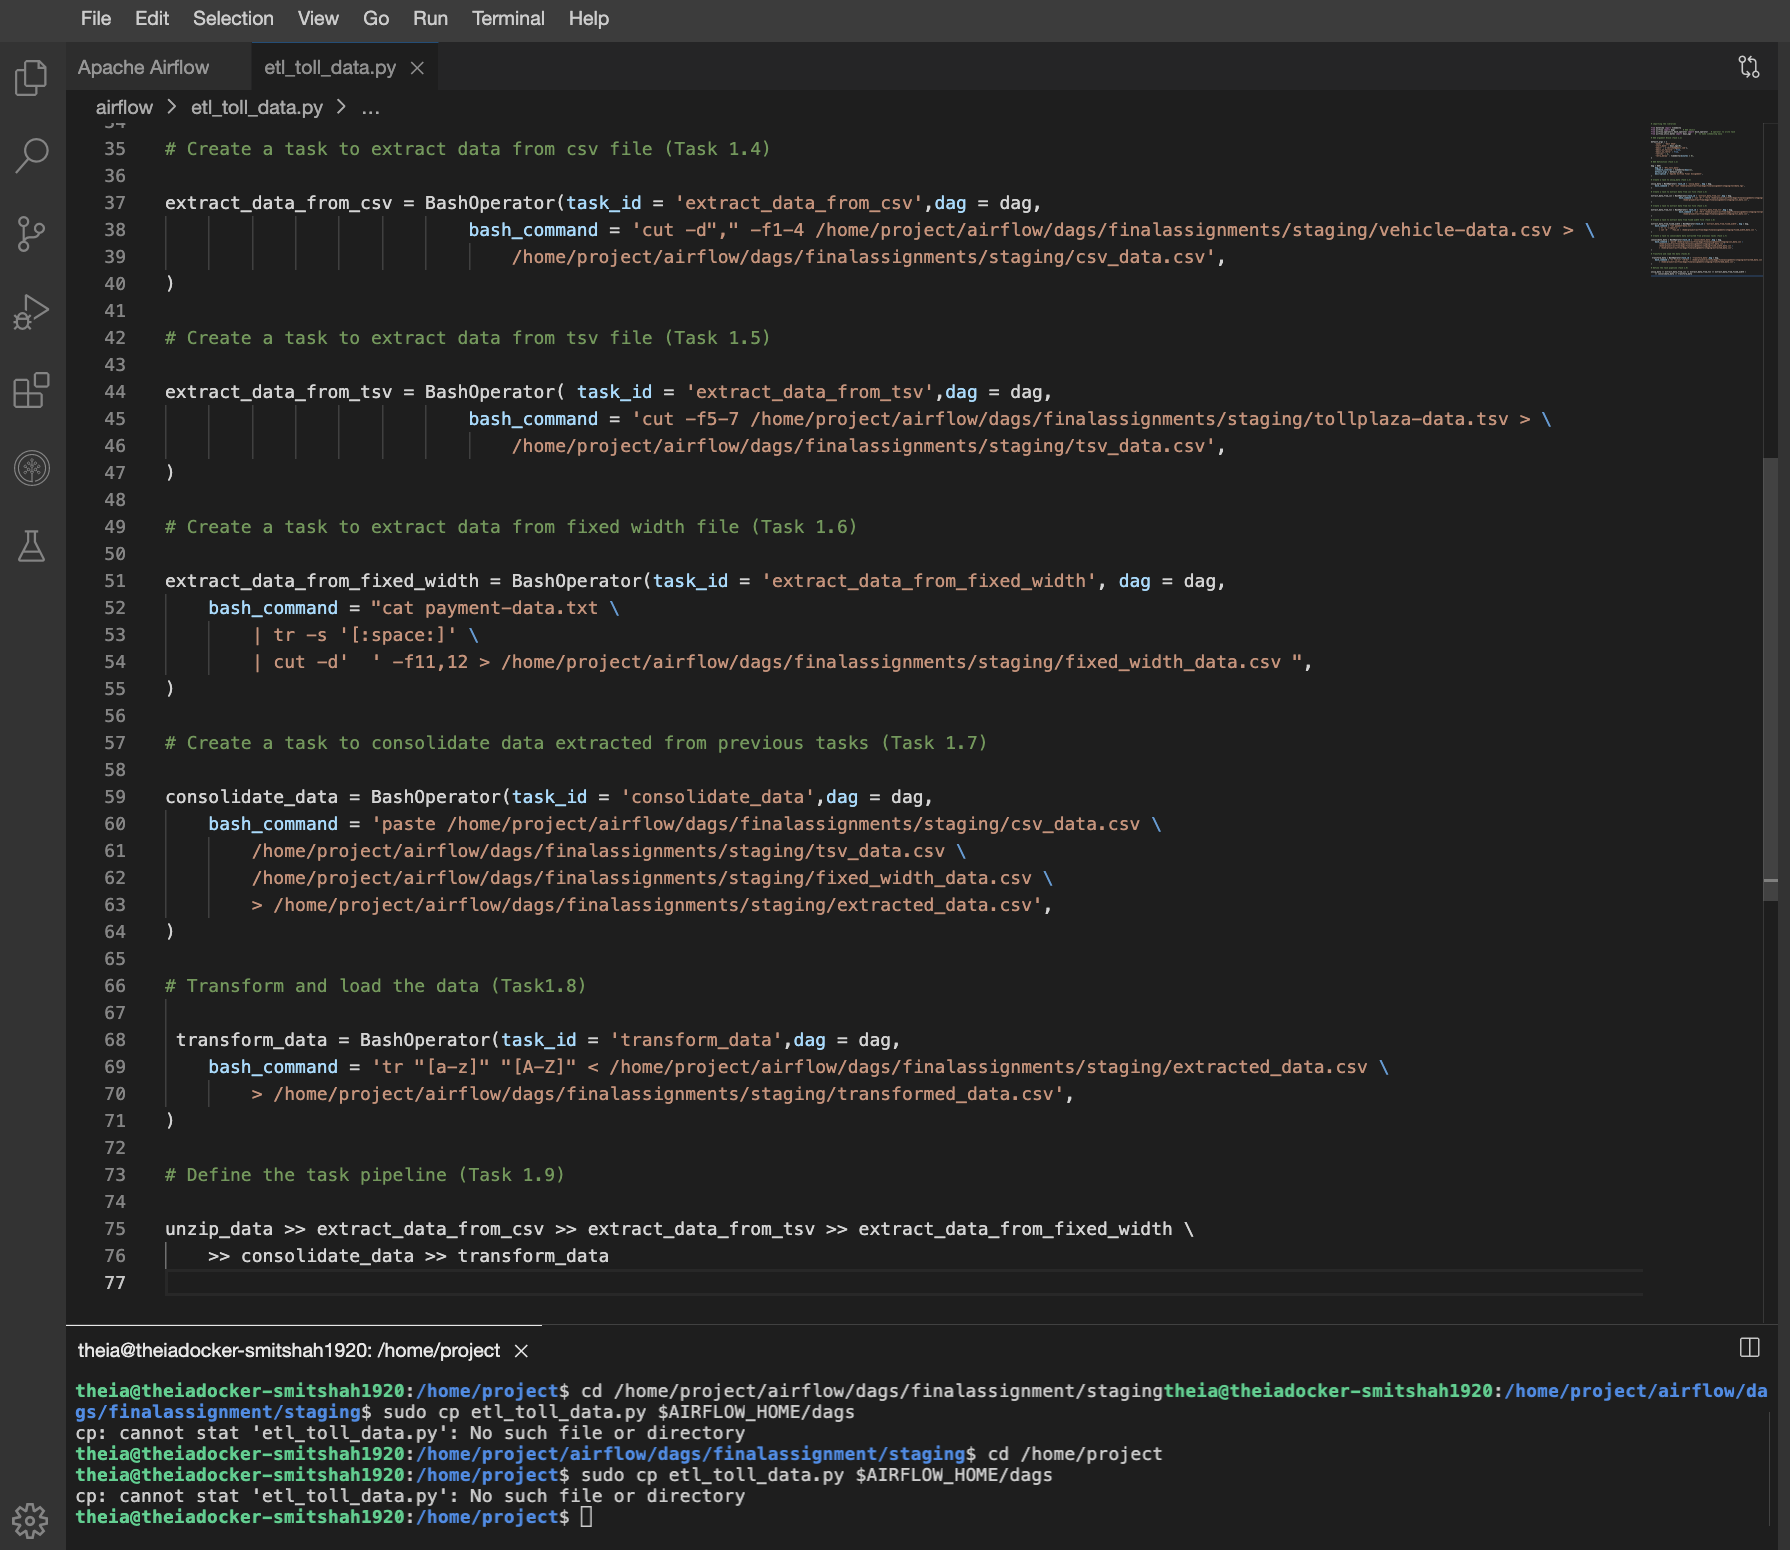 File Edit Selection View Go Run Terminal Help
Apache Airflow etl_toll_data.py
airflow > etl_toll_data.py > ...
34
35 # Create a task to extract data from csv file (Task 1.4)
36
37 extract_data_from_csv = BashOperator(task_id = 'extract_data_from_csv',dag = dag,
38 bash_command = 'cut -d"," -f1-4 /home/project/airflow/dags/finalassignments/staging/vehicle-data.csv > \
39 /home/project/airflow/dags/finalassignments/staging/csv_data.csv',
40 )
41
42 # Create a task to extract data from tsv file (Task 1.5)
43
44 extract_data_from_tsv = BashOperator( task_id = 'extract_data_from_tsv',dag = dag,
45 bash_command = 'cut -f5-7 /home/project/airflow/dags/finalassignments/staging/tollplaza-data.tsv > \
46 /home/project/airflow/dags/finalassignments/staging/tsv_data.csv',
47 )
48
49 # Create a task to extract data from fixed width file (Task 1.6)
50
51 extract_data_from_fixed_width = BashOperator(task_id = 'extract_data_from_fixed_width', dag = dag,
52 bash_command = "cat payment-data.txt \
53 | tr -s '[:space:]' \
54 | cut -d'  ' -f11,12 > /home/project/airflow/dags/finalassignments/staging/fixed_width_data.csv ",
55 )
56
57 # Create a task to consolidate data extracted from previous tasks (Task 1.7)
58
59 consolidate_data = BashOperator(task_id = 'consolidate_data',dag = dag,
60 bash_command = 'paste /home/project/airflow/dags/finalassignments/staging/csv_data.csv \
61 /home/project/airflow/dags/finalassignments/staging/tsv_data.csv \
62 /home/project/airflow/dags/finalassignments/staging/fixed_width_data.csv \
63 > /home/project/airflow/dags/finalassignments/staging/extracted_data.csv',
64 )
65
66 # Transform and load the data (Task1.8)
67
68 transform_data = BashOperator(task_id = 'transform_data',dag = dag,
69 bash_command = 'tr "[a-z]" "[A-Z]" < /home/project/airflow/dags/finalassignments/staging/extracted_data.csv \
70 > /home/project/airflow/dags/finalassignments/staging/transformed_data.csv',
71 )
72
73 # Define the task pipeline (Task 1.9)
74
75 unzip_data >> extract_data_from_csv >> extract_data_from_tsv >> extract_data_from_fixed_width \
76 >> consolidate_data >> transform_data
77
theia@theiadocker-smitshah1920: /home/project
theia@theiadocker-smitshah1920:/home/project$ cd /home/project/airflow/dags/finalassignment/stagingtheia@theiadocker-smitshah1920:/home/project/airflow/da
gs/finalassignment/staging$ sudo cp etl_toll_data.py $AIRFLOW_HOME/dags
cp: cannot stat 'etl_toll_data.py': No such file or directory
theia@theiadocker-smitshah1920:/home/project/airflow/dags/finalassignment/staging$ cd /home/project
theia@theiadocker-smitshah1920:/home/project$ sudo cp etl_toll_data.py $AIRFLOW_HOME/dags
cp: cannot stat 'etl_toll_data.py': No such file or directory
theia@theiadocker-smitshah1920:/home/project$